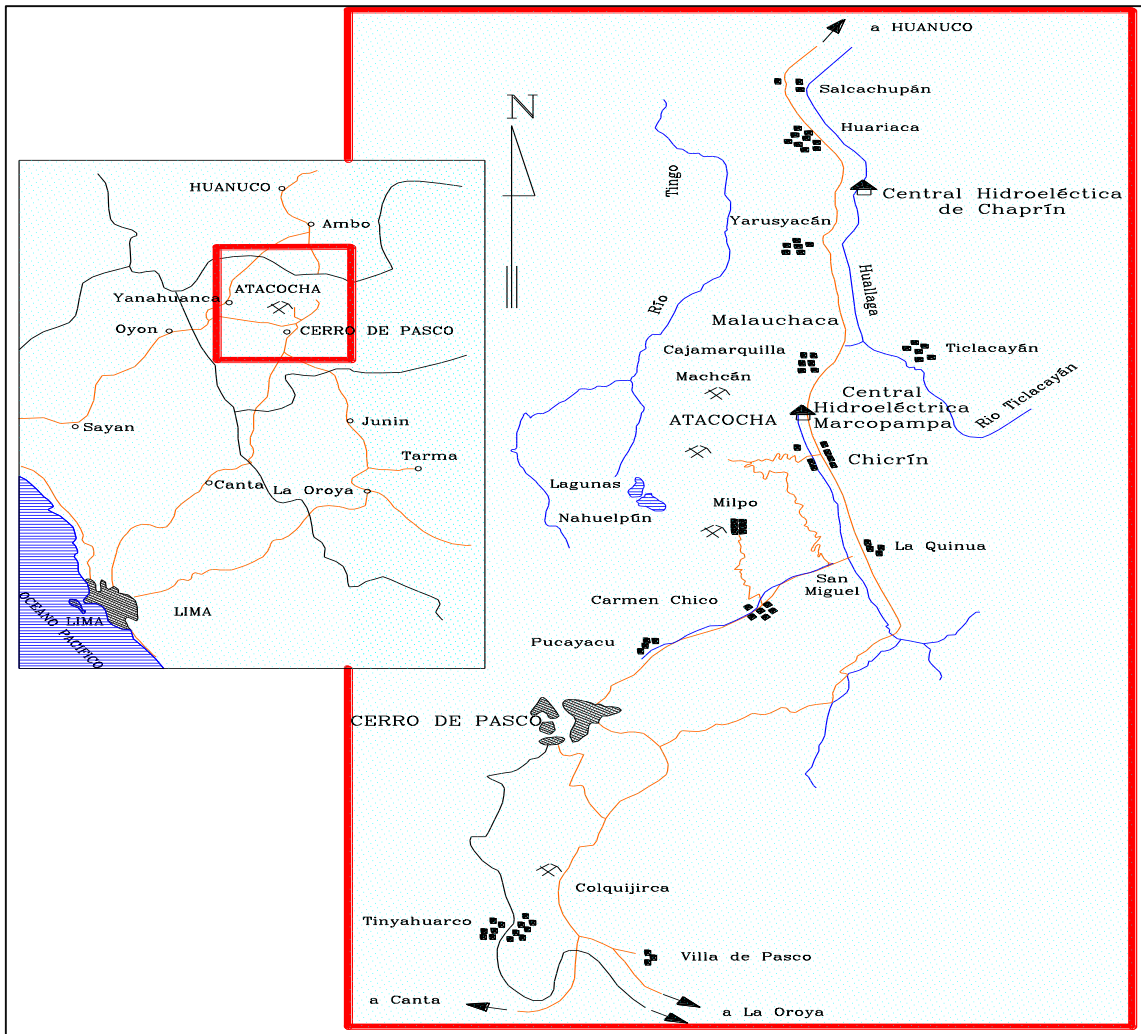 HUANUCO
Ambo
ATACOCHA
Yanahuanca
Oyon
CERRO DE PASCO
Junin
Sayan
Tarma
Canta
La Oroya
LIMA
LIMA
OCEANO PACIFICO
N
a HUANUCO
Salcachupán
Huariaca
Tingo
Río
Central Hidroeléctica
de Chaprín
Yarusyacán
Huallaga
Malauchaca
Cajamarquilla
Ticlacayán
Machcán
Rio Ticlacayán
Central
Hidroeléctrica
Marcopampa
ATACOCHA
Chicrín
Lagunas
Nahuelpún
Milpo
La Quinua
San
Miguel
Carmen Chico
Pucayacu
CERRO DE PASCO
Colquijirca
Tinyahuarco
Villa de Pasco
a Canta
a La Oroya